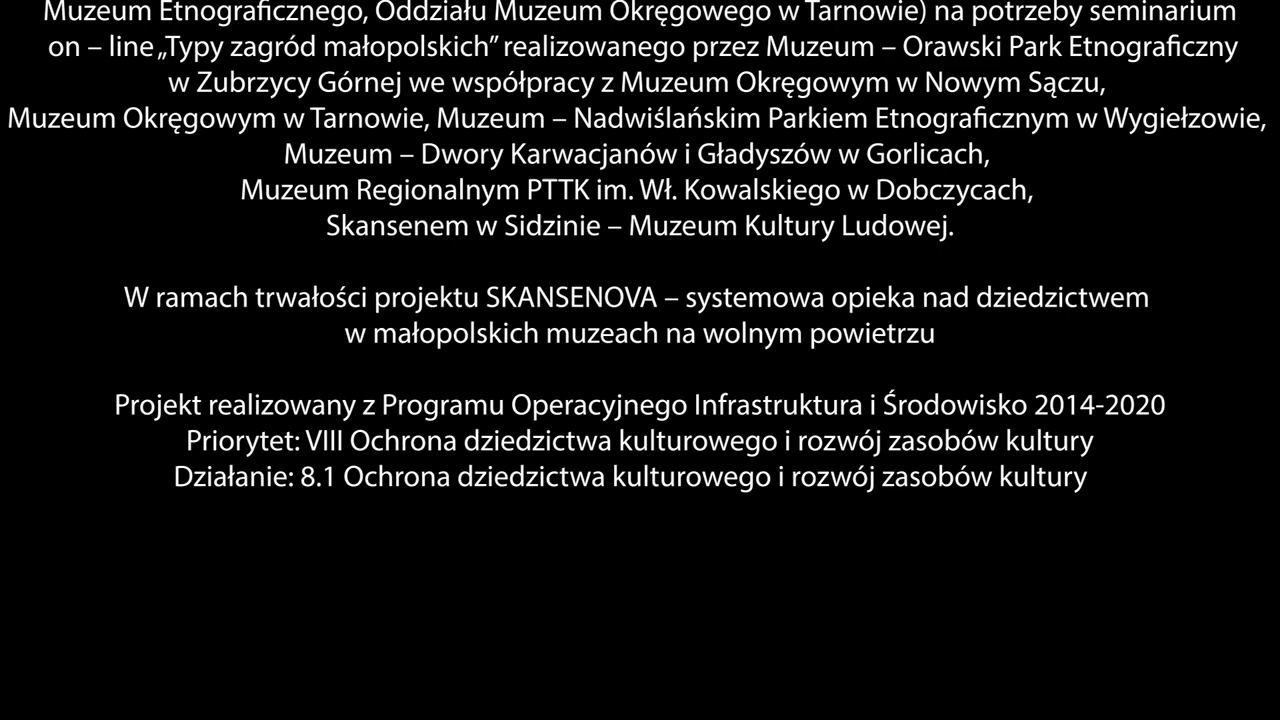 Muzeum Etnograficznego, Oddziału Muzeum Okręgowego w Tarnowie) na potrzeby seminarium
on – line „Typy zagród małopolskich” realizowanego przez Muzeum – Orawski Park Etnograficzny
w Zubrzycy Górnej we współpracy z Muzeum Okręgowym w Nowym Sączu,
Muzeum Okręgowym w Tarnowie, Muzeum – Nadwiślańskim Parkiem Etnograficznym w Wygiełzowie,
Muzeum – Dwory Karwacjanów i Gładyszów w Gorlicach,
Muzeum Regionalnym PTTK im. Wł. Kowalskiego w Dobczycach,
Skansenem w Sidzinie – Muzeum Kultury Ludowej.
W ramach trwałości projektu SKANSENOVA – systemowa opieka nad dziedzictwem
w małopolskich muzeach na wolnym powietrzu
Projekt realizowany z Programu Operacyjnego Infrastruktura i Środowisko 2014-2020
Priorytet: VIII Ochrona dziedzictwa kulturowego i rozwój zasobów kultury
Działanie: 8.1 Ochrona dziedzictwa kulturowego i rozwój zasobów kultury